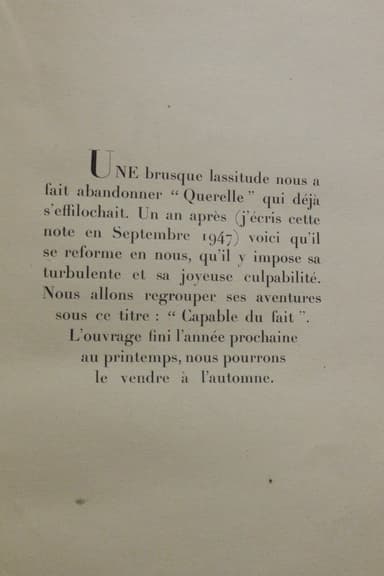 UNE brusque lassitude nous a
fait abandonner “ Querelle ” qui déjà
s'effilochait. Un an après (j'écris cette
note en Septembre 1947) voici qu'il
se reforme en nous, qu'il y impose sa
turbulente et sa joyeuse culpabilité.
Nous allons regrouper ses aventures
sous ce titre : “ Capable du fait ”.
L'ouvrage fini l'année prochaine
au printemps, nous pourrons
le vendre à l'automne.